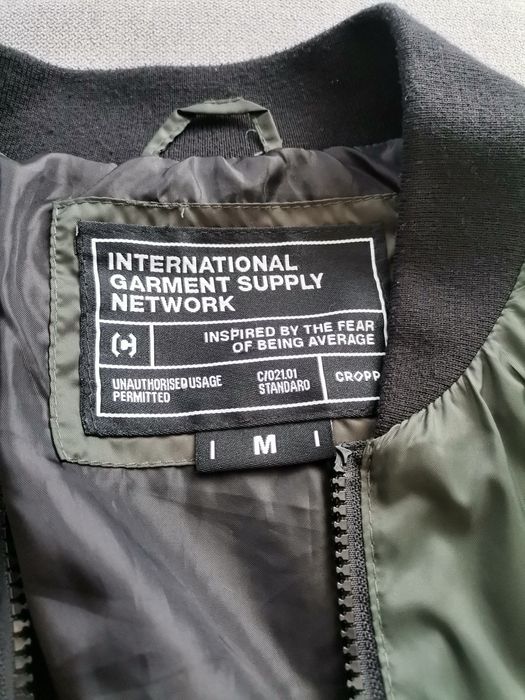 INTERNATIONAL
GARMENT SUPPLY
NETWORK
(C)
INSPIRED BY THE FEAR
OF BEING AVERAGE
UNAUTHORISED USAGE
PERMITTED
C/021.01
STANDARD
CROPP
M